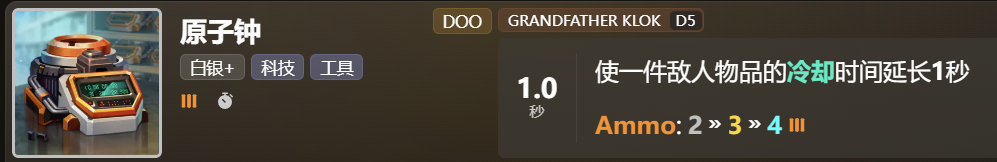 原子钟
DOO
白银+ 科技 工具
GRANDFATHER KLOK D5
1.0
秒
使一件敌人物品的冷却时间延长1秒
Ammo: 2 » 3 » 4